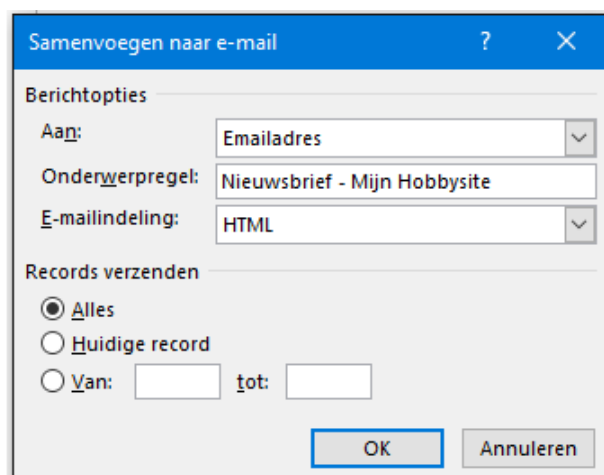 Samenvoegen naar e-mail ?
Berichtopties
Aan: Emailadres
Onderwerpregel: Nieuwsbrief - Mijn Hobbysite
E-mailindeling: HTML
Records verzenden
Alles
Huidige record
Van: tot:
OK Annuleren